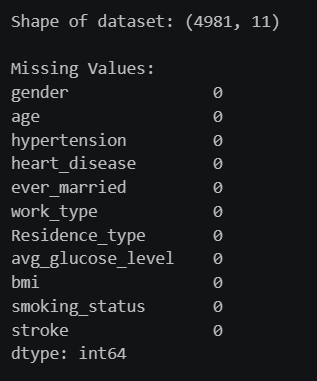 Shape of dataset: (4981, 11)
Missing Values:
gender 0
age 0
hypertension 0
heart_disease 0
ever_married 0
work_type 0
Residence_type 0
avg_glucose_level 0
bmi 0
smoking_status 0
stroke 0
dtype: int64